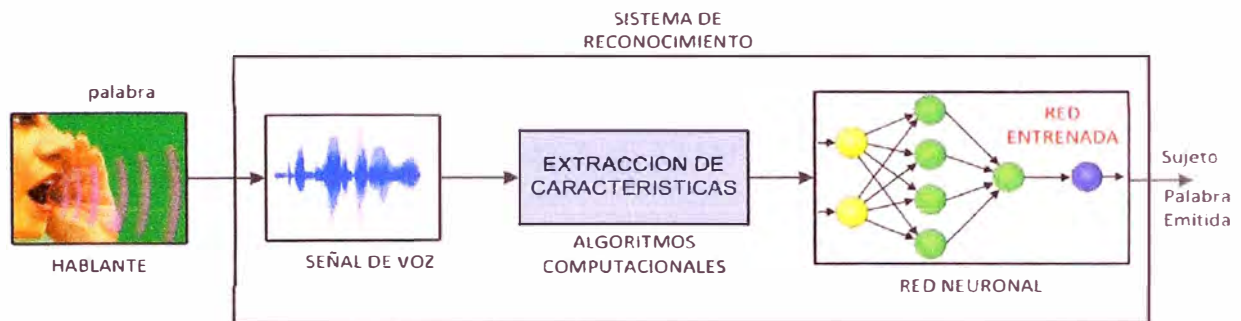 SISTEMA DE
RECONOCIMIENTO
palabra
HABLANTE
SEÑAL DE VOZ
EXTRACCION DE
CARACTERISTICAS
ALGORITMOS
COMPUTACIONALES
RED
ENTRENADA
RED NEURONAL
Sujeto
Palabra
Emitida